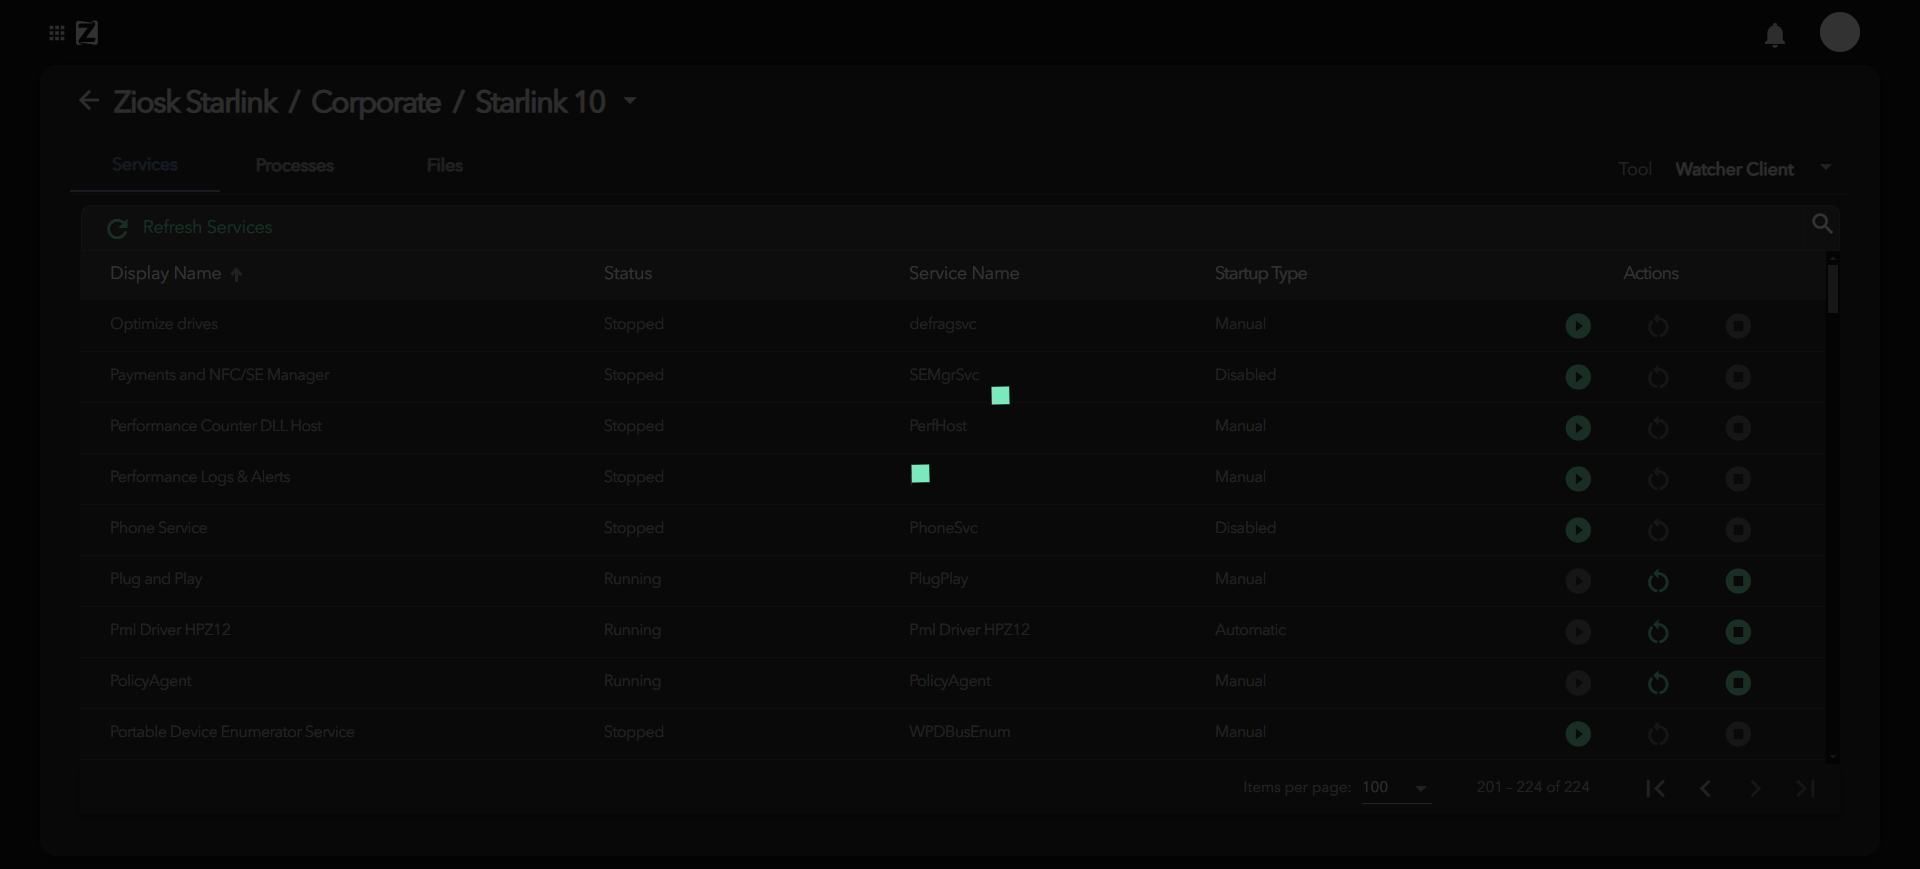 Z
Ziosk Starlink / Corporate / Starlink 10
Services Processes Files Tool Watcher Client
Refresh Services
Display Name Status Service Name Startup Type Actions
Optimize drives Stopped defragsvc Manual
Payments and NFC/SE Manager Stopped SEMgrSvc Disabled
Performance Counter DLL Host Stopped PerfHost Manual
Performance Logs & Alerts Stopped Manual
Phone Service Stopped PhoneSvc Disabled
Plug and Play Running PlugPlay Manual
Pml Driver HPZ12 Running Pml Driver HPZ12 Automatic
PolicyAgent Running PolicyAgent Manual
Portable Device Enumerator Service Stopped WPDBusEnum Manual
Items per page: 100 201 - 224 of 224